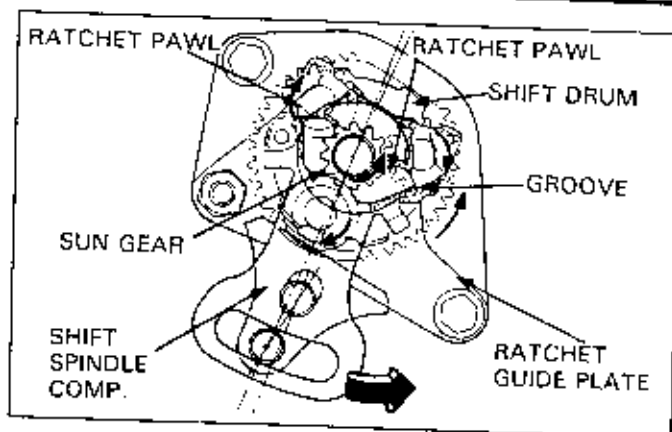 RATCHET PAWL
RATCHET PAWL
SHIFT DRUM
GROOVE
SUN GEAR
SHIFT
SPINDLE
COMP.
RATCHET
GUIDE PLATE